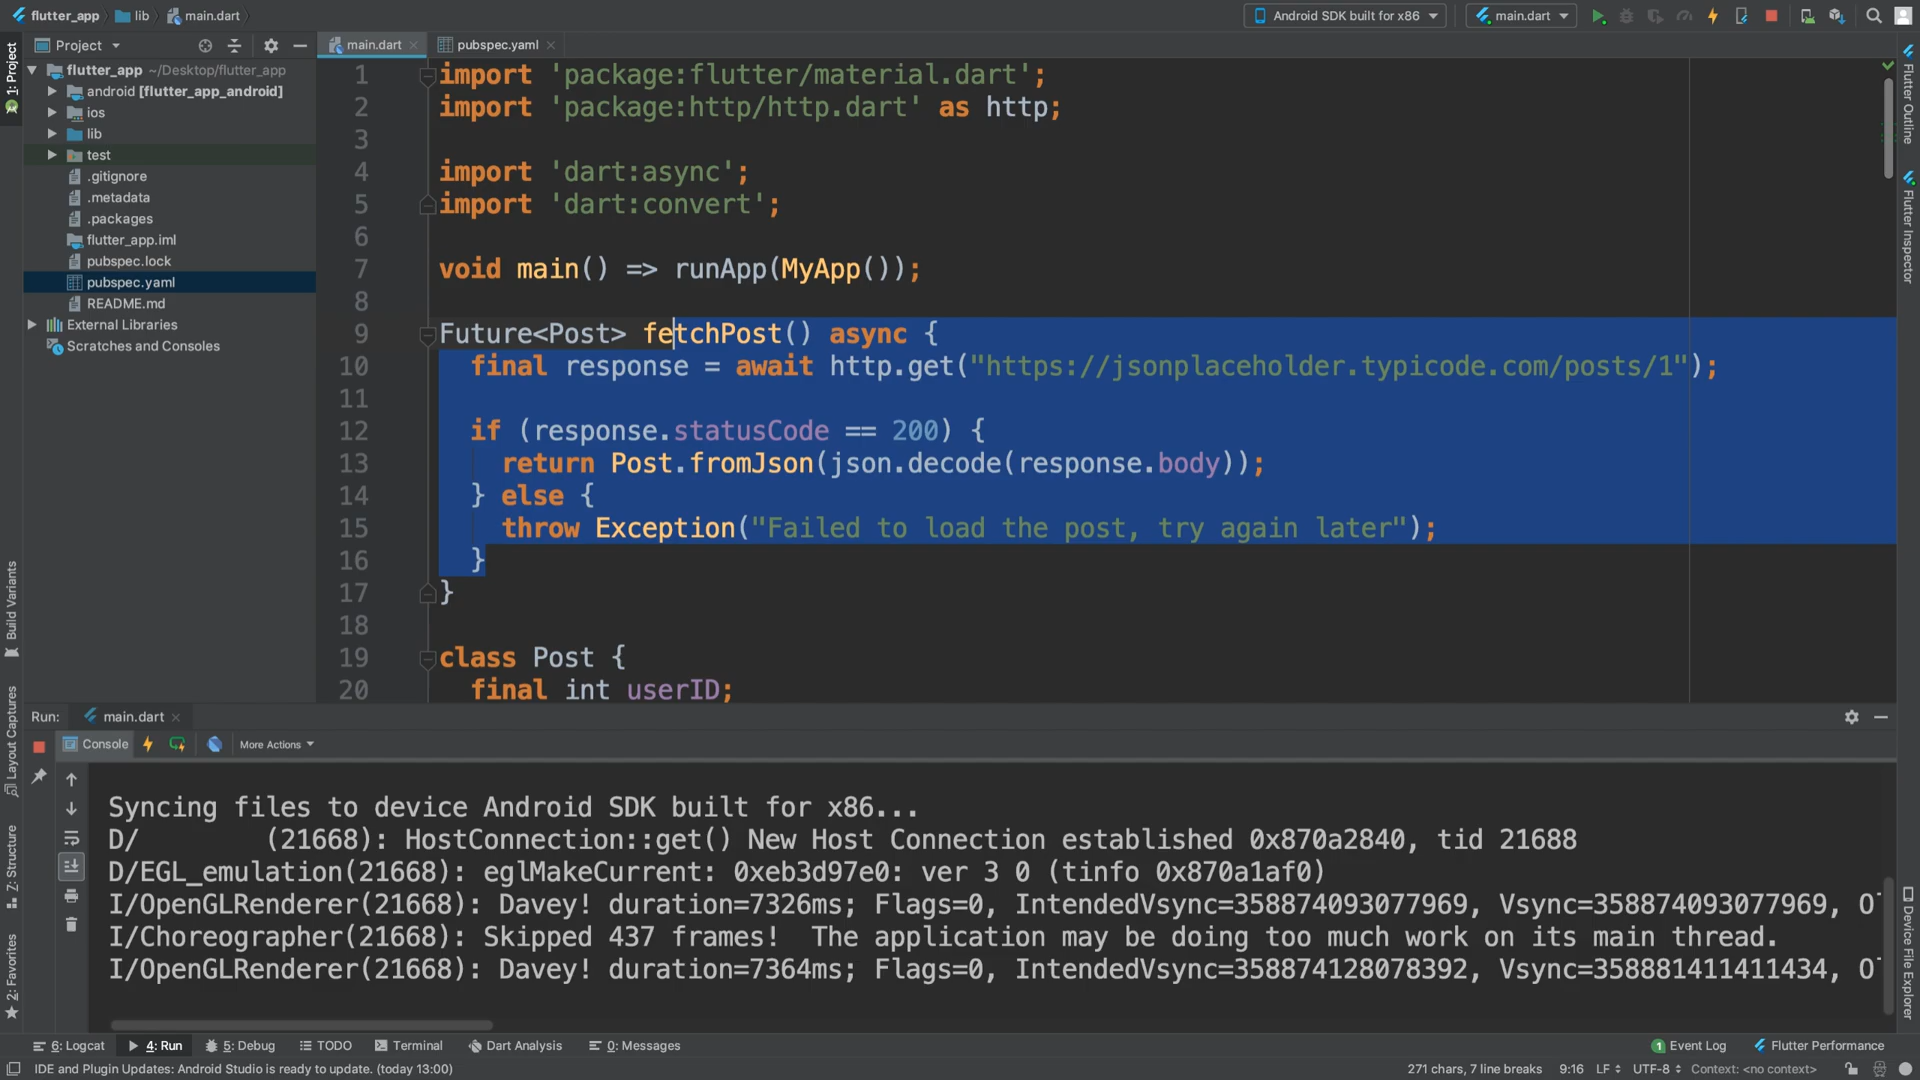 flutter_app
lib
main.dart
Android SDK built for x86
main.dart
Project
main.dart
pubspec.yaml
1: Project
flutter_app ~/Desktop/flutter_app
android [flutter_app_android]
ios
lib
test
.gitignore
.metadata
.packages
flutter_app.iml
pubspec.lock
pubspec.yaml
README.md
External Libraries
Scratches and Consoles
1 import 'package:flutter/material.dart';
2 import 'package:http/http.dart' as http;
3
4 import 'dart:async';
5 import 'dart:convert';
6
7 void main() => runApp(MyApp());
8
9 Future<Post> fetchPost() async {
10 final response = await http.get("https://jsonplaceholder.typicode.com/posts/1");
11
12 if (response.statusCode == 200) {
13 return Post.fromJson(json.decode(response.body));
14 } else {
15 throw Exception("Failed to load the post, try again later");
16 }
17 }
18
19 class Post {
20 final int userID;
Flutter Outline
Flutter Inspector
Device File Explorer
Build Variants
Layout Captures
7: Structure
2: Favorites
Run: main.dart
Console
More Actions
Syncing files to device Android SDK built for x86...
D/ (21668): HostConnection::get() New Host Connection established 0x870a2840, tid 21688
D/EGL_emulation(21668): eglMakeCurrent: 0xeb3d97e0: ver 3 0 (tinfo 0x870a1af0)
I/OpenGLRenderer(21668): Davey! duration=7326ms; Flags=0, IntendedVsync=358874093077969, Vsync=358874093077969,
I/Choreographer(21668): Skipped 437 frames! The application may be doing too much work on its main thread.
I/OpenGLRenderer(21668): Davey! duration=7364ms; Flags=0, IntendedVsync=358874128078392, Vsync=358881411411434,
6: Logcat
4: Run
5: Debug
TODO
Terminal
Dart Analysis
0: Messages
1 Event Log
Flutter Performance
IDE and Plugin Updates: Android Studio is ready to update. (today 13:00)
271 chars, 7 line breaks
9:16
LF
UTF-8
Context: <no context>